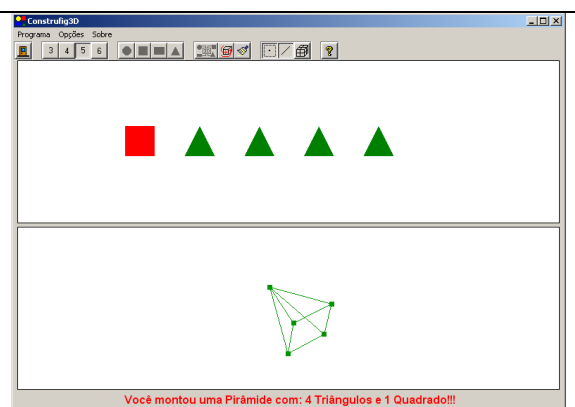 Construfig3D
Programa Opções Sobre
3 4 5 6 ?
Você montou uma Pirâmide com: 4 Triângulos e 1 Quadrado!!!